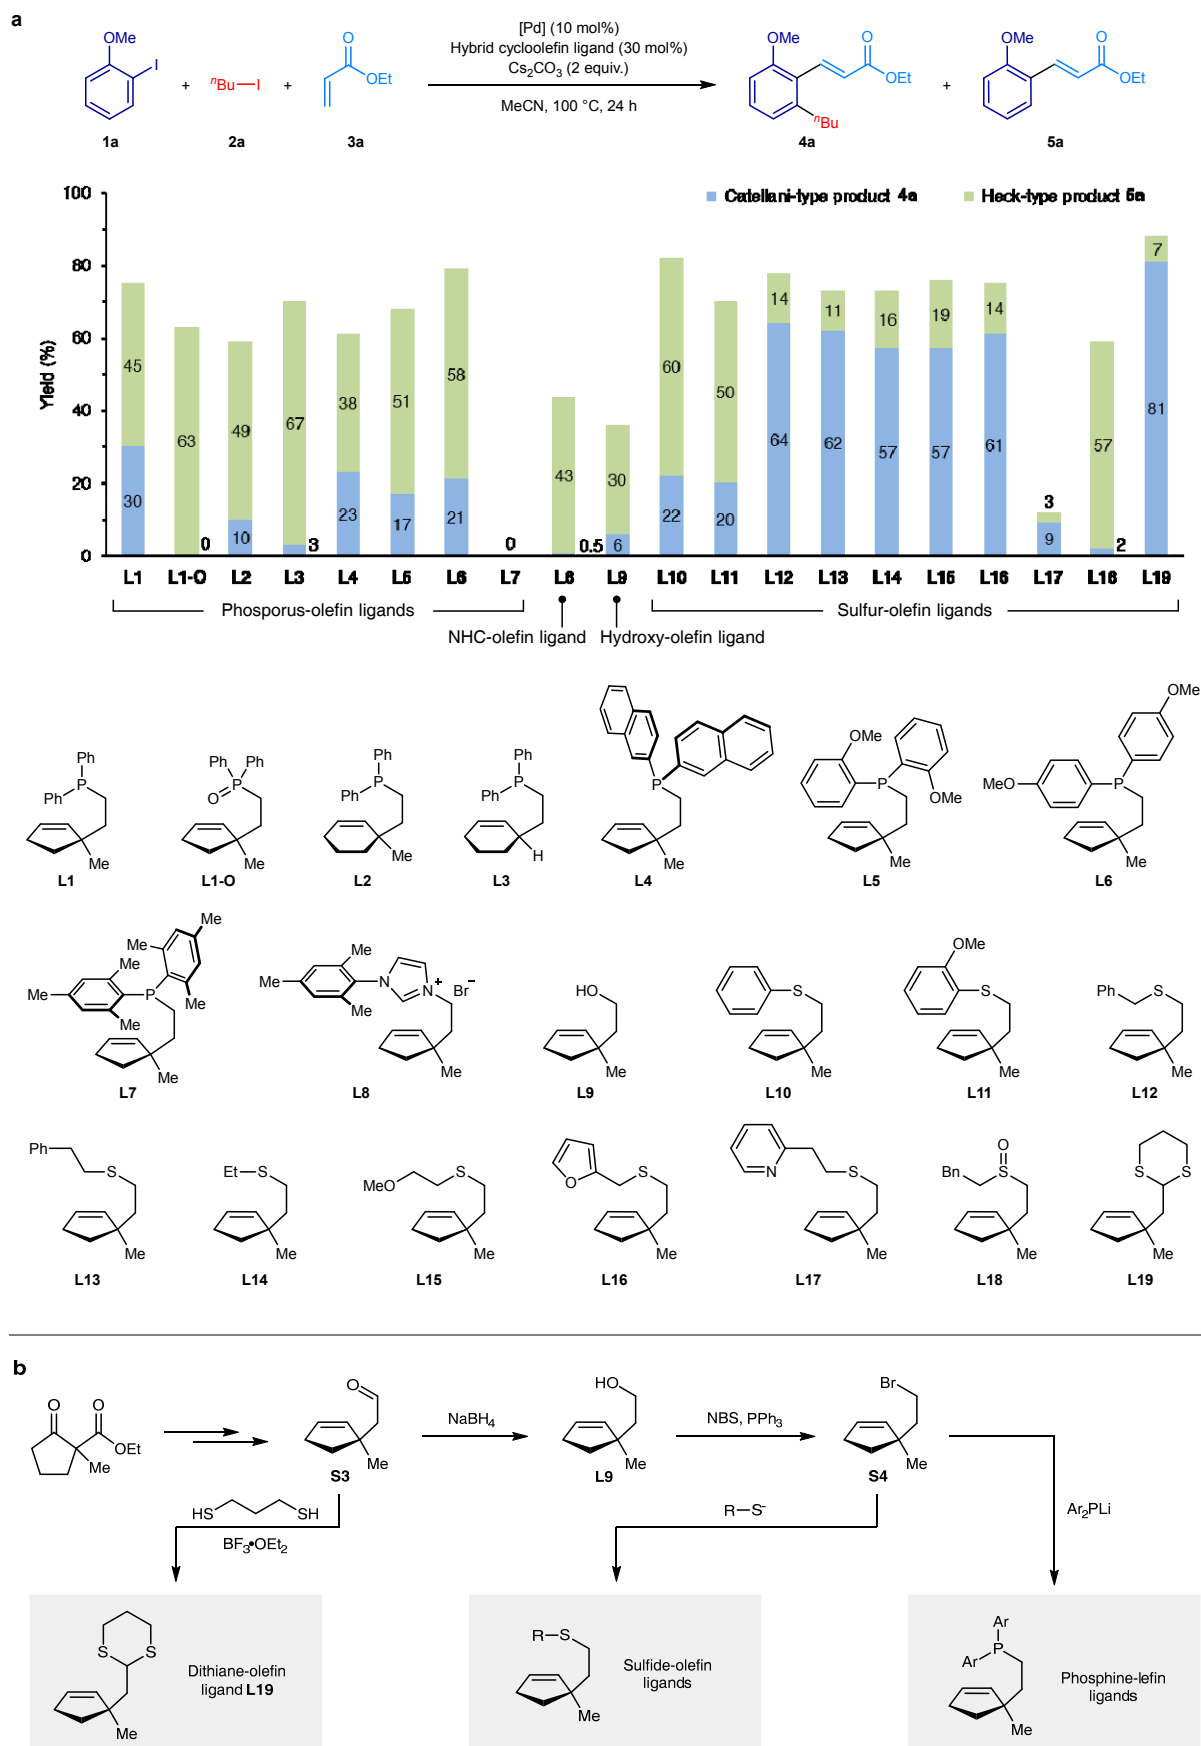 a
OMe
I
+
nBu—I
+
O
OEt
[Pd] (10 mol%)
Hybrid cycloolefin ligand (30 mol%)
Cs2CO3 (2 equiv.)
MeCN, 100 °C, 24 h
OMe
O
OEt
nBu
+
OMe
O
OEt
1a
2a
3a
4a
5a
Yield (%)
100
80
60
40
20
0
Catellani-type product 4a
Heck-type product 5a
45
30
63
0
49
10
67
3
38
23
51
17
58
21
0
43
0.5
30
6
60
22
50
20
14
64
11
62
16
57
19
57
14
61
3
9
57
2
7
81
L1
L1-O
L2
L3
L4
L5
L6
L7
L8
L9
L10
L11
L12
L13
L14
L15
L16
L17
L18
L19
Phosporus-olefin ligands
Sulfur-olefin ligands
NHC-olefin ligand
Hydroxy-olefin ligand
Ph
P
Ph
Me
L1
Ph
Ph
P
O
Me
L1-O
Ph
P
Ph
Me
L2
Ph
P
Ph
H
L3
P
Me
L4
OMe
P
OMe
Me
L5
OMe
MeO
P
Me
L6
Me
Me
Me
Me
P
Me
Me
Me
L7
Me
Me
N
N
+
Br−
Me
Me
L8
HO
Me
L9
S
Me
L10
OMe
S
Me
L11
Ph
S
Me
L12
Ph
S
Me
L13
Et
S
Me
L14
S
MeO
Me
L15
O
S
Me
L16
N
S
Me
L17
O
Bn
S
Me
L18
S
S
Me
L19
b
O
O
OEt
Me
O
Me
S3
NaBH4
HO
Me
L9
NBS, PPh3
Br
Me
S4
HS
SH
BF3•OEt2
R—S-
Ar2PLi
S
S
Me
Dithiane-olefin
ligand L19
R—S
Me
Sulfide-olefin
ligands
Ar
Ar
P
Me
Phosphine-lefin
ligands